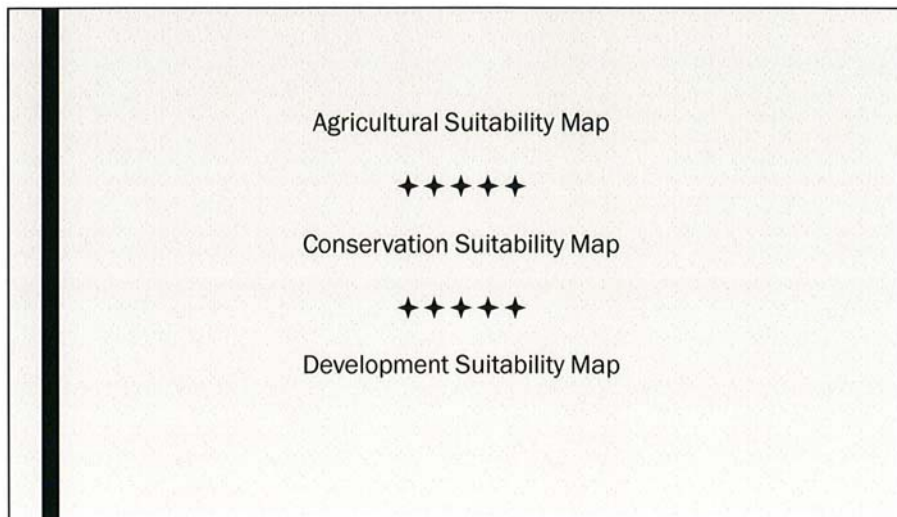 Agricultural Suitability Map
✦✦✦✦✦
Conservation Suitability Map
✦✦✦✦✦
Development Suitability Map